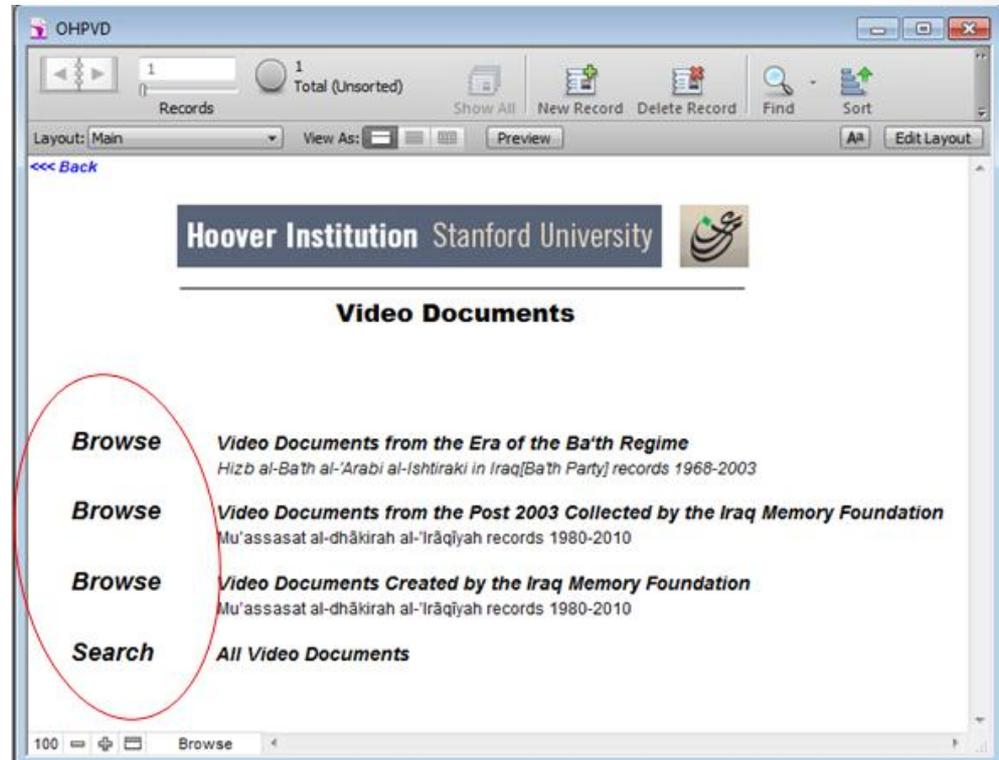 OHPVD
1
1
Total (Unsorted)
Records
Show All
New Record
Delete Record
Find
Sort
Layout: Main
View As:
Preview
Aa
Edit Layout
<<< Back
Hoover Institution Stanford University
Video Documents
Browse Video Documents from the Era of the Ba'th Regime
Hizb al-Ba'th al-'Arabi al-Ishtiraki in Iraq[Ba'th Party] records 1968-2003
Browse Video Documents from the Post 2003 Collected by the Iraq Memory Foundation
Mu'assasat al-dhākirah al-'Irāqīyah records 1980-2010
Browse Video Documents Created by the Iraq Memory Foundation
Mu'assasat al-dhākirah al-'Irāqīyah records 1980-2010
Search All Video Documents
100 Browse